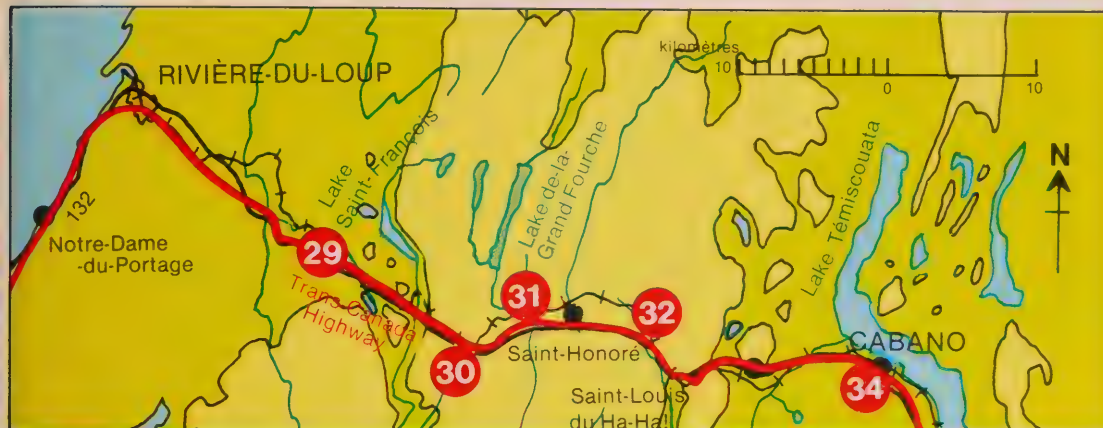 RIVIÈRE-DU-LOUP
kilomètres
10
0
10
N
132
Notre-Dame
-du-Portage
29
Lake
Saint-François
Trans-Canada
Highway
30
31
Lake de-la-
Grand Fourche
32
Saint-Honoré
Saint-Louis
du Ha-Ha!
Lake Témiscouata
CABANO
34